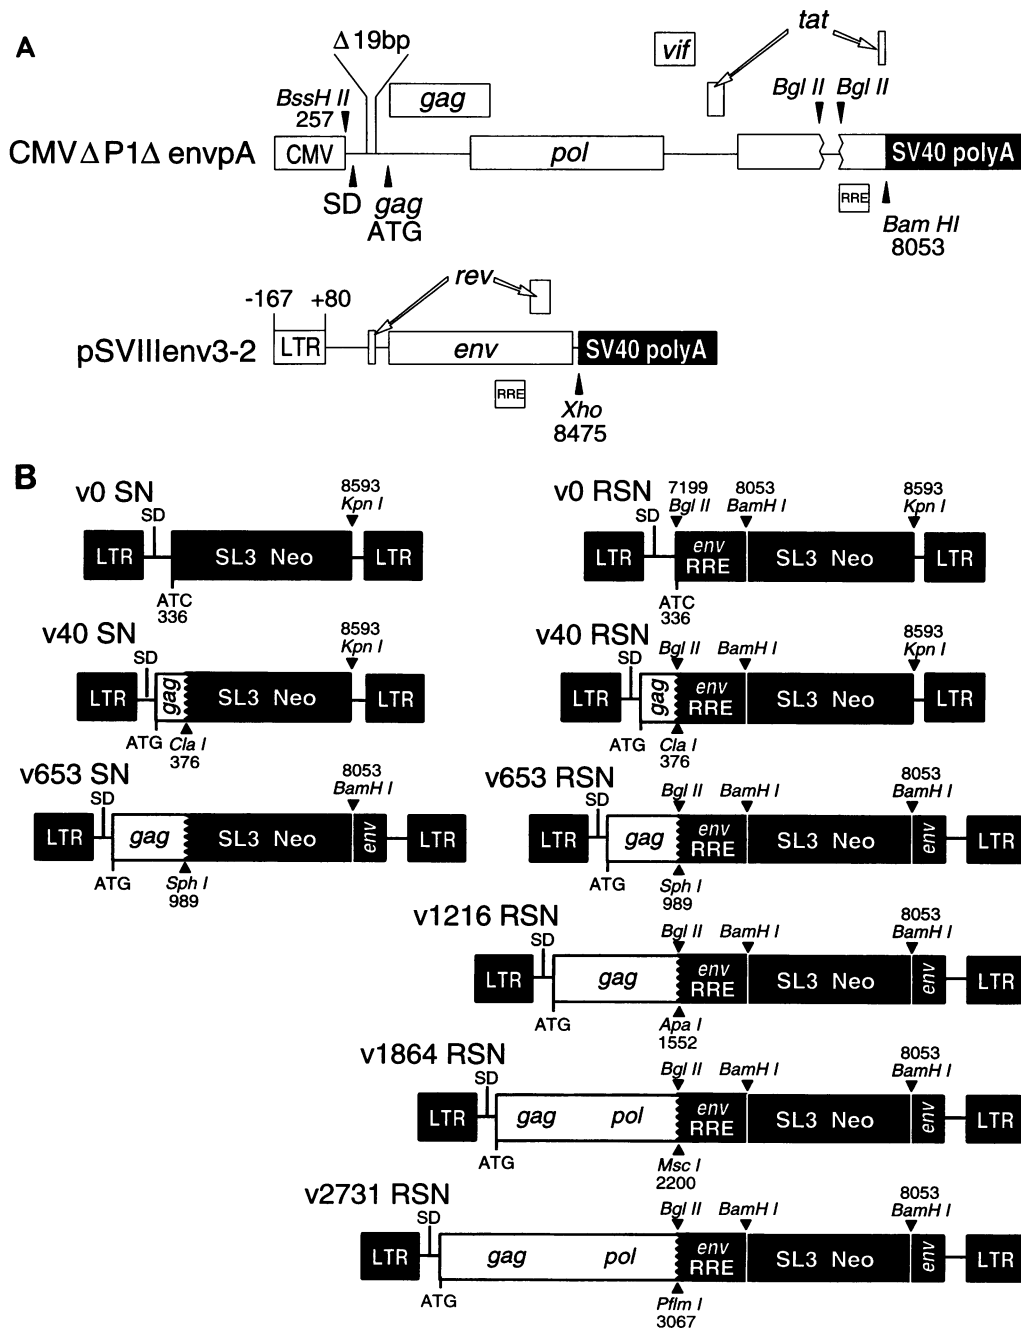 A
Δ19bp
tat
vif
BssH II
257
gag
Bgl II Bgl II
CMVΔP1ΔenvpA
CMV
pol
SV40 polyA
SD
gag
ATG
RRE
Bam HI
8053
rev
-167 +80
pSVIIIenv3-2
LTR
env
SV40 polyA
RRE
Xho
8475
B
v0 SN
8593
Kpn I
SD
LTR SL3 Neo LTR
ATC
336
v0 RSN
7199
Bgl II
8053
BamH I
8593
Kpn I
SD
LTR env RRE SL3 Neo LTR
ATC
336
v40 SN
8593
Kpn I
SD
LTR gag SL3 Neo LTR
ATG
Cla I
376
v40 RSN
Bgl II BamH I
8593
Kpn I
SD
LTR gag env RRE SL3 Neo LTR
ATG
Cla I
376
v653 SN
8053
BamH I
SD
LTR gag SL3 Neo env LTR
ATG
Sph I
989
v653 RSN
Bgl II BamH I
8053
BamH I
SD
LTR gag env RRE SL3 Neo env LTR
ATG
Sph I
989
v1216 RSN
Bgl II BamH I
8053
BamH I
SD
LTR gag env RRE SL3 Neo env LTR
ATG
Apa I
1552
v1864 RSN
Bgl II BamH I
8053
BamH I
SD
LTR gag pol env RRE SL3 Neo env LTR
ATG
Msc I
2200
v2731 RSN
Bgl II BamH I
8053
BamH I
SD
LTR gag pol env RRE SL3 Neo env LTR
ATG
Pflm I
3067